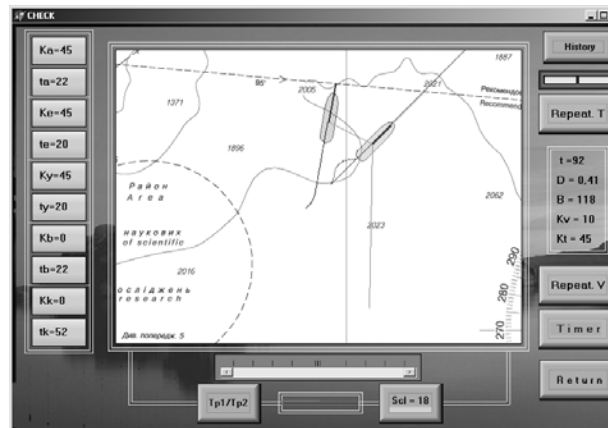 CHECK
Ka=45
ta=22
Ke=45
te=20
Ky=45
ty=20
Kb=0
tb=22
Kk=0
tk=52
1887
95°
2005
2021
Рекомендов
Recommend
1371
1896
Район
Area
2062
2023
наукових
of scientific
2016
осліджень
research
290
280
270
Див. попередж. 5
History
Repeat. T
t =92
D = 0,41
B = 118
Kv = 10
Kt = 45
Repeat. V
Timer
Return
Tp1/Tp2
Scl = 18